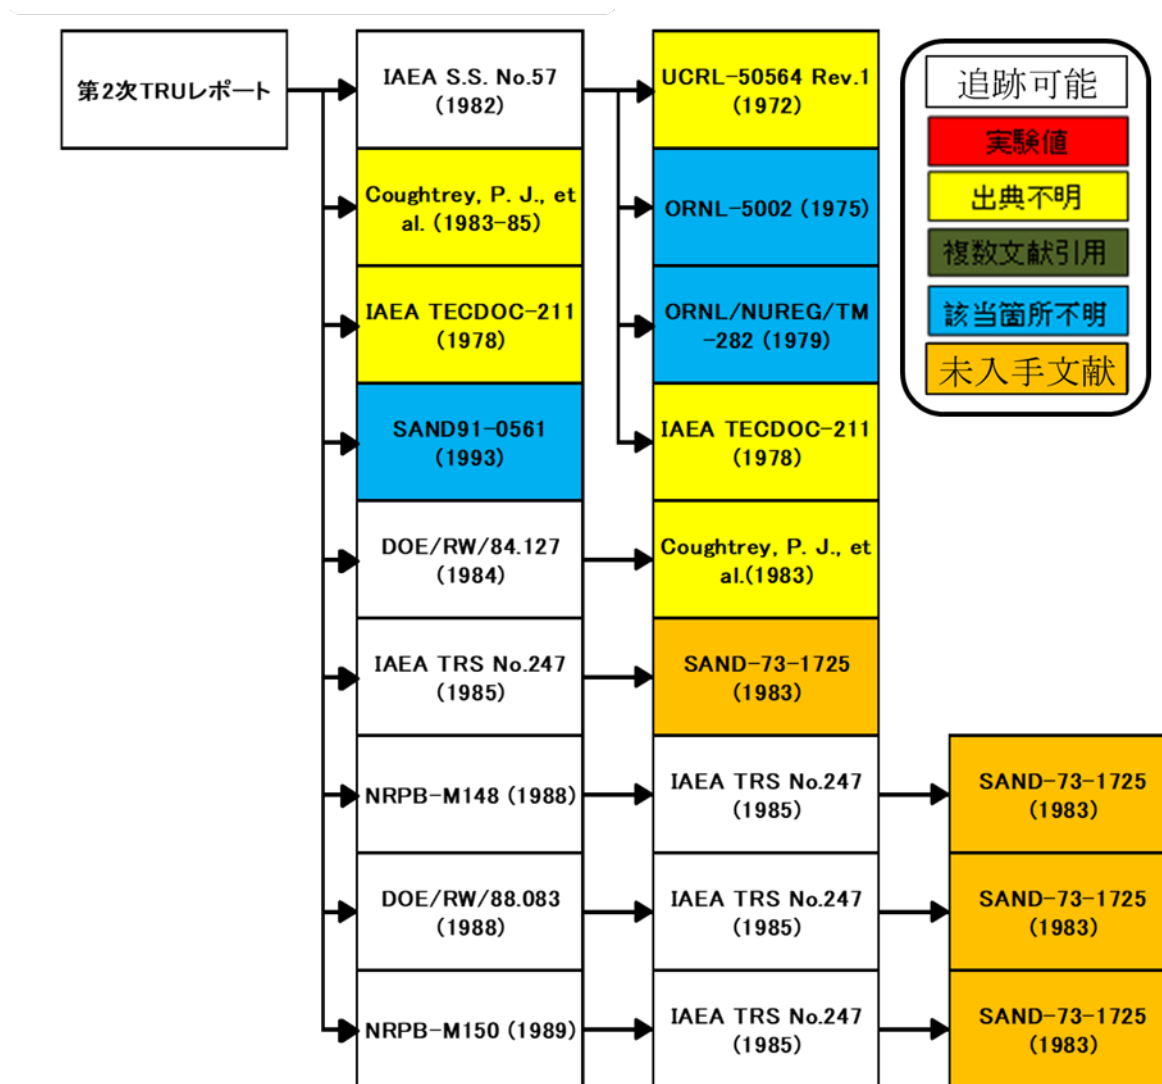 第2次TRUレポート
IAEA S.S. No.57
(1982)
Coughtrey, P. J., et
al. (1983-85)
IAEA TECDOC-211
(1978)
SAND91-0561
(1993)
DOE/RW/84.127
(1984)
IAEA TRS No.247
(1985)
NRPB-M148 (1988)
DOE/RW/88.083
(1988)
NRPB-M150 (1989)
UCRL-50564 Rev.1
(1972)
ORNL-5002 (1975)
ORNL/NUREG/TM
-282 (1979)
IAEA TECDOC-211
(1978)
Coughtrey, P. J., et
al.(1983)
SAND-73-1725
(1983)
IAEA TRS No.247
(1985)
IAEA TRS No.247
(1985)
IAEA TRS No.247
(1985)
SAND-73-1725
(1983)
SAND-73-1725
(1983)
SAND-73-1725
(1983)
追跡可能
実験値
出典不明
複数文献引用
該当箇所不明
未入手文献